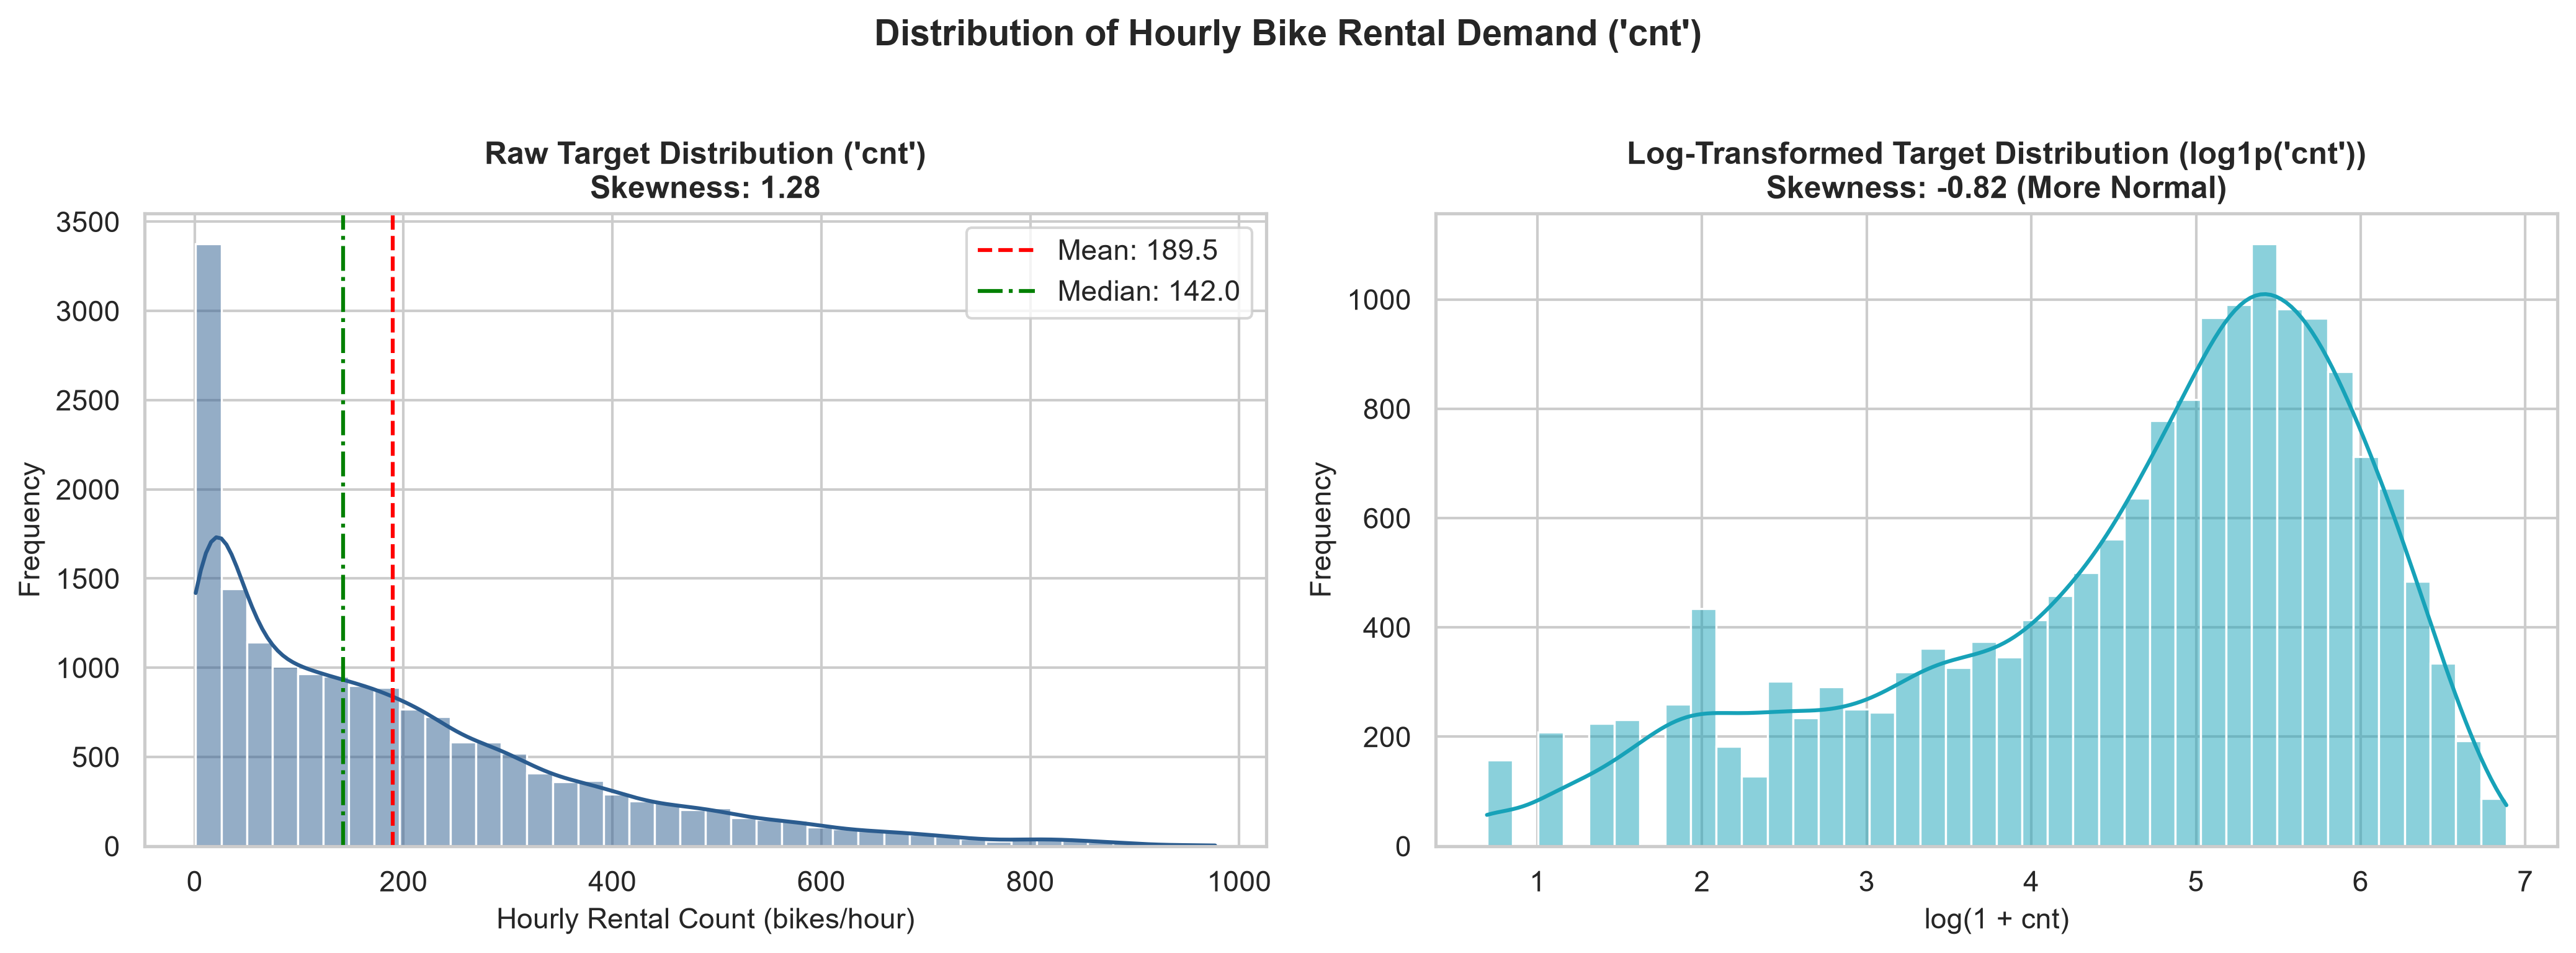 Distribution of Hourly Bike Rental Demand ('cnt')
Raw Target Distribution ('cnt')
Skewness: 1.28
3500
3000
2500
2000
1500
1000
500
0
Frequency
Mean: 189.5
Median: 142.0
0 200 400 600 800 1000
Hourly Rental Count (bikes/hour)
Log-Transformed Target Distribution (log1p('cnt'))
Skewness: -0.82 (More Normal)
1000
800
600
400
200
0
Frequency
1 2 3 4 5 6 7
log(1 + cnt)